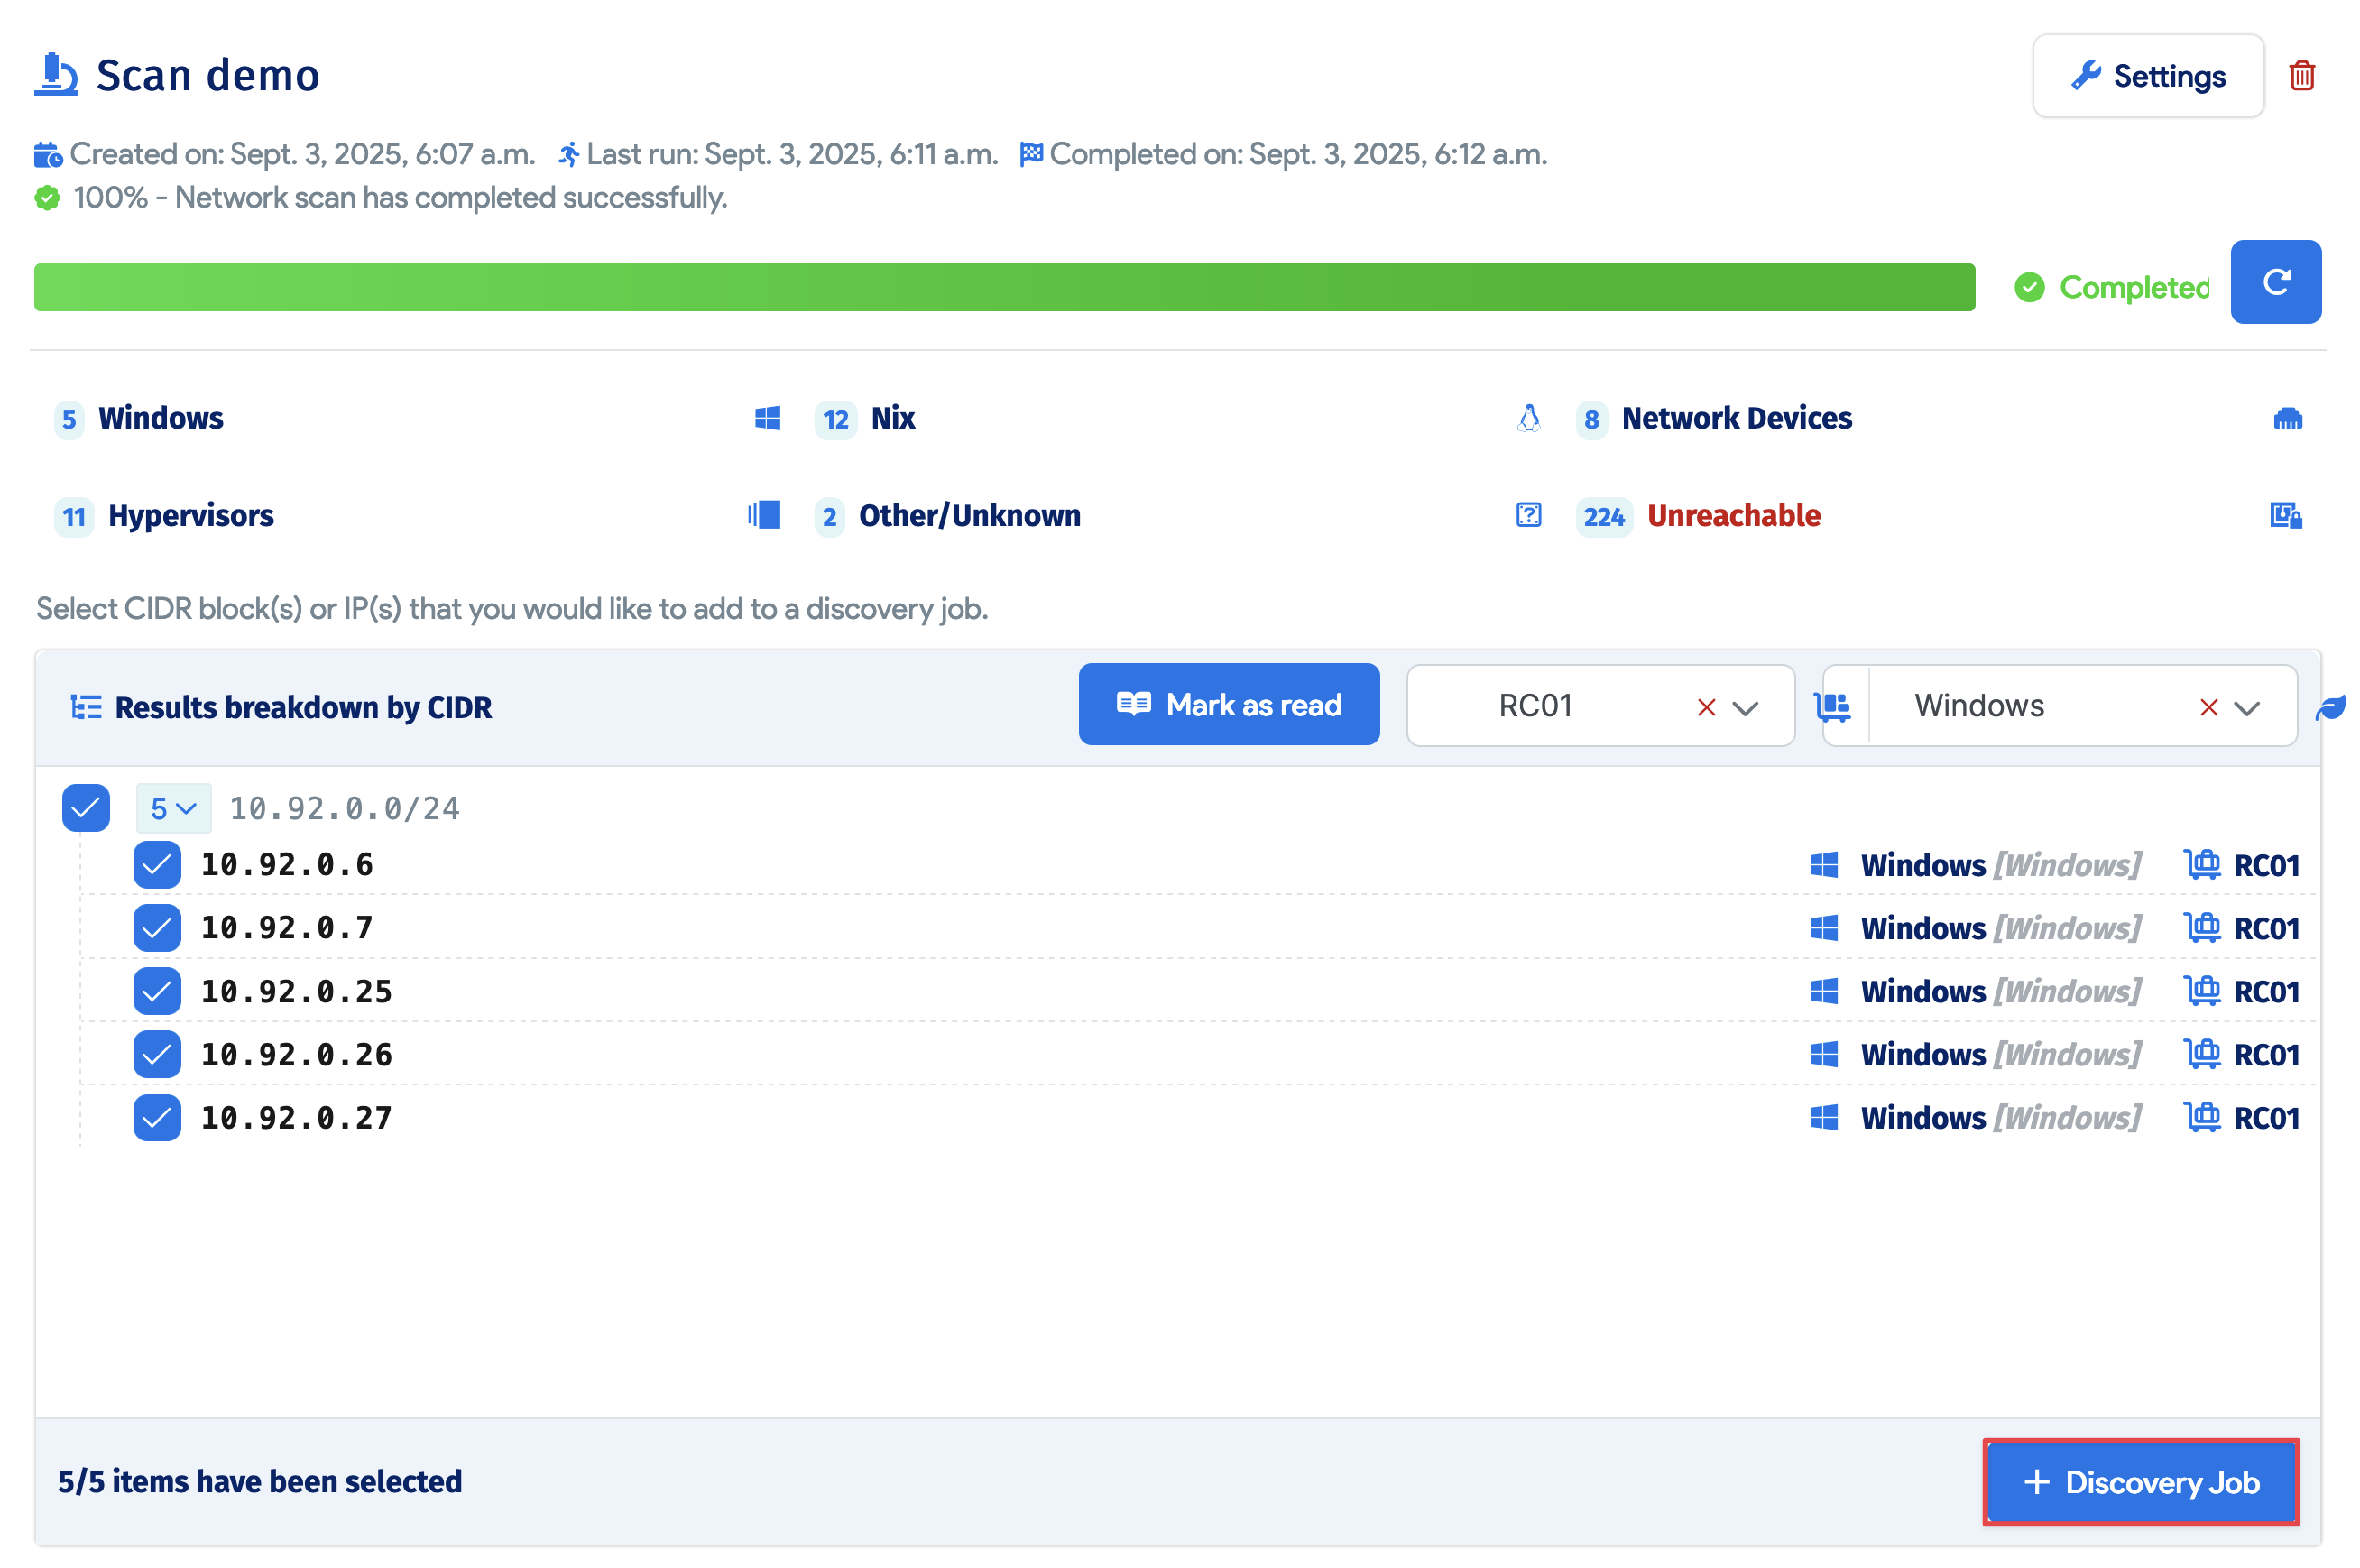 Scan demo
Settings
Created on: Sept. 3, 2025, 6:07 a.m. Last run: Sept. 3, 2025, 6:11 a.m. Completed on: Sept. 3, 2025, 6:12 a.m.
100% - Network scan has completed successfully.
Completed
5 Windows 12 Nix 8 Network Devices
11 Hypervisors 2 Other/Unknown 224 Unreachable
Select CIDR block(s) or IP(s) that you would like to add to a discovery job.
Results breakdown by CIDR Mark as read RC01 Windows
5 10.92.0.0/24
10.92.0.6 Windows [Windows] RC01
10.92.0.7 Windows [Windows] RC01
10.92.0.25 Windows [Windows] RC01
10.92.0.26 Windows [Windows] RC01
10.92.0.27 Windows [Windows] RC01
5/5 items have been selected
+ Discovery Job